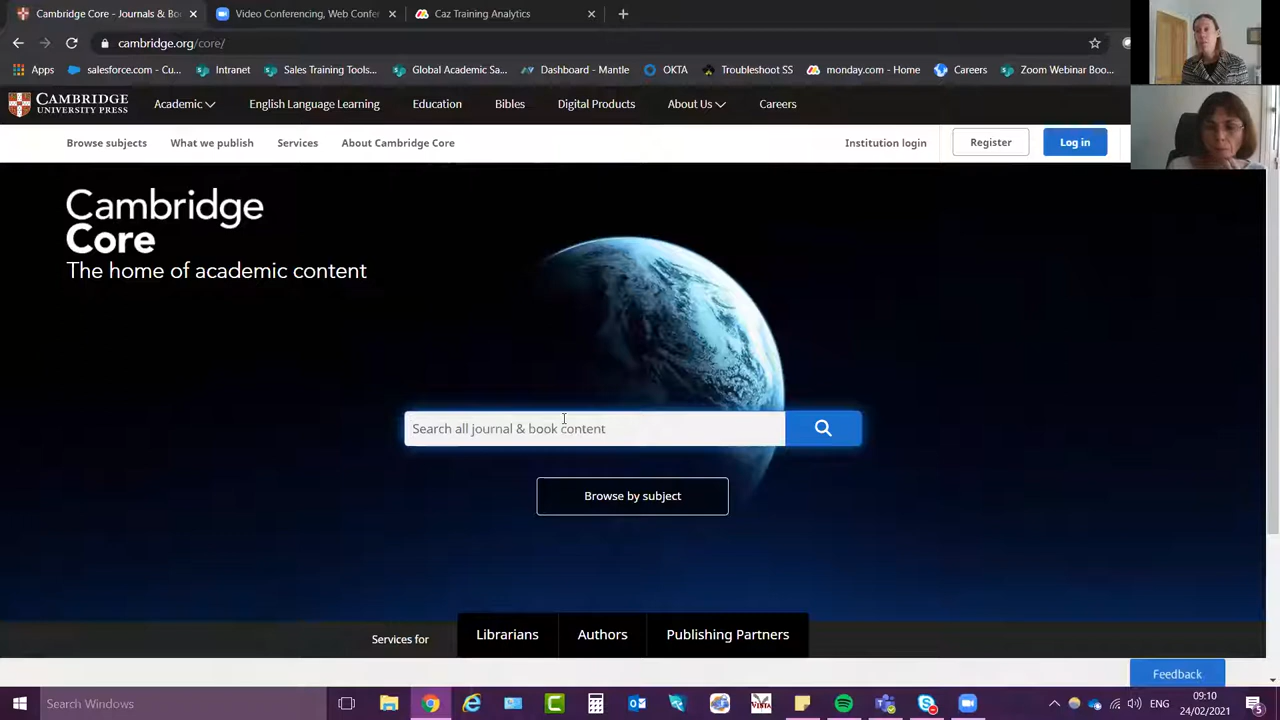 Cambridge Core - Journals & Bo
Video Conferencing, Web Confer
Caz Training Analytics
cambridge.org/core/
Apps
salesforce.com - Cu...
Intranet
Sales Training Tools...
Global Academic Sa...
Dashboard - Mantle
OKTA
Troubleshoot SS
monday.com - Home
Careers
Zoom Webinar Boo...
CAMBRIDGE
UNIVERSITY PRESS
Academic
English Language Learning
Education
Bibles
Digital Products
About Us
Careers
Browse subjects
What we publish
Services
About Cambridge Core
Institution login
Register
Log in
Cambridge
Core
The home of academic content
Search all journal & book content
Browse by subject
Services for
Librarians
Authors
Publishing Partners
Feedback
Search Windows
ENG
09:10
24/02/2021
5